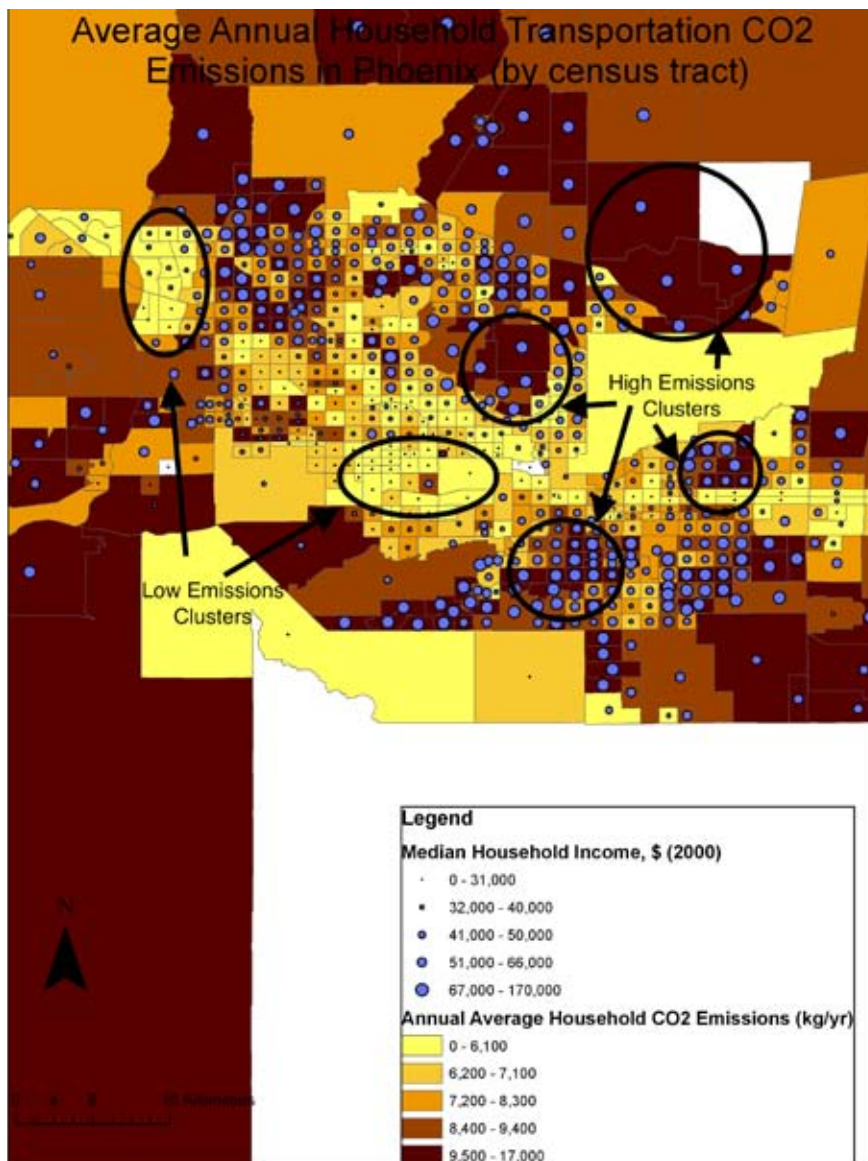 Average Annual Household Transportation CO2
Emissions in Phoenix (by census tract)
High Emissions
Clusters
Low Emissions
Clusters
N
Legend
Median Household Income, $ (2000)
0 - 31,000
32,000 - 40,000
41,000 - 50,000
51,000 - 66,000
67,000 - 170,000
Annual Average Household CO2 Emissions (kg/yr)
0 - 6,100
6,200 - 7,100
7,200 - 8,300
8,400 - 9,400
9,500 - 17,000